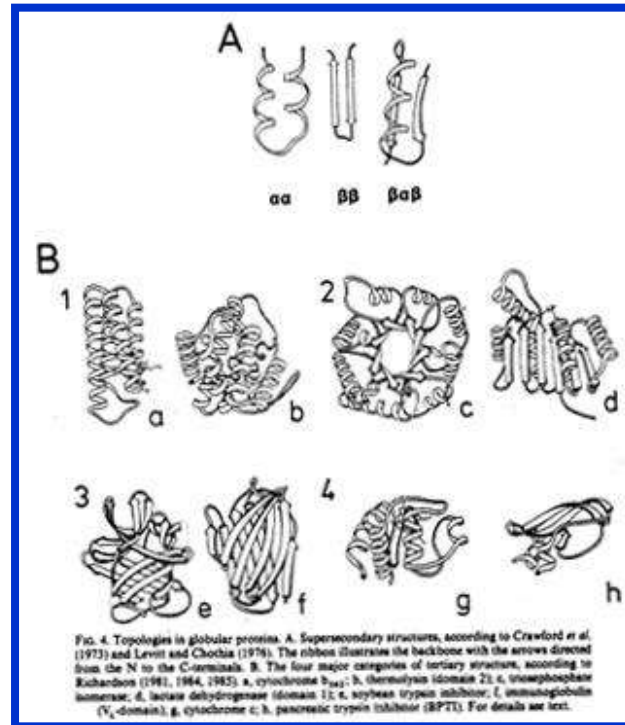 A
αα ββ βαβ
B
1 2
a b c d
3 4
e f g h
FIG. 4. Topologies in globular proteins. A. Supersecondary structures, according to Crawford et al.
(1973) and Levitt and Chothia (1976). The ribbon illustrates the backbone with the arrows directed
from the N to the C-terminals. B. The four major categories of tertiary structure, according to
Richardson (1981, 1984, 1985). a, cytochrome b562; b, thermolysin (domain 2); c, triosephosphate
isomerase; d, lactate dehydrogenase (domain 1); e, soybean trypsin inhibitor; f, immunoglobulin
(VL-domain); g, cytochrome c; h, pancreatic trypsin inhibitor (BPTI). For details see text.